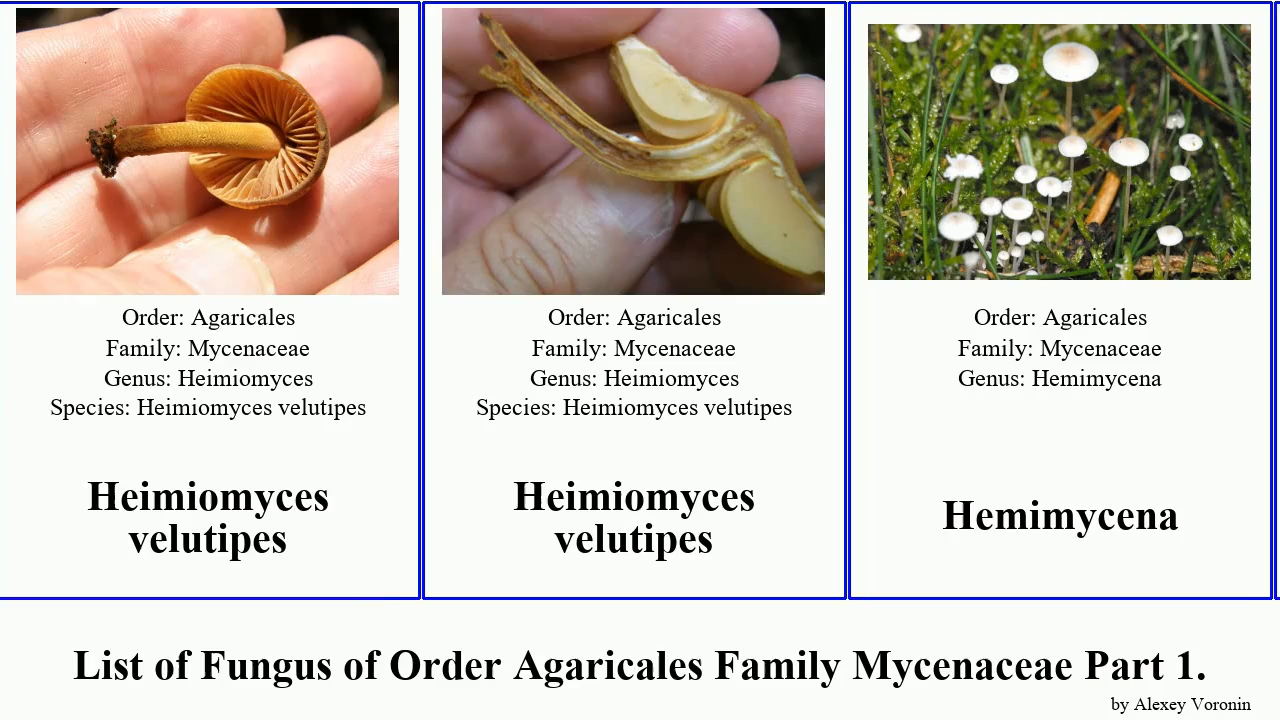 Order: Agaricales
Family: Mycenaceae
Genus: Heimiomyces
Species: Heimiomyces velutipes
Heimiomyces
velutipes
Order: Agaricales
Family: Mycenaceae
Genus: Heimiomyces
Species: Heimiomyces velutipes
Heimiomyces
velutipes
Order: Agaricales
Family: Mycenaceae
Genus: Hemimycena
Hemimycena
List of Fungus of Order Agaricales Family Mycenaceae Part 1.
by Alexey Voronin